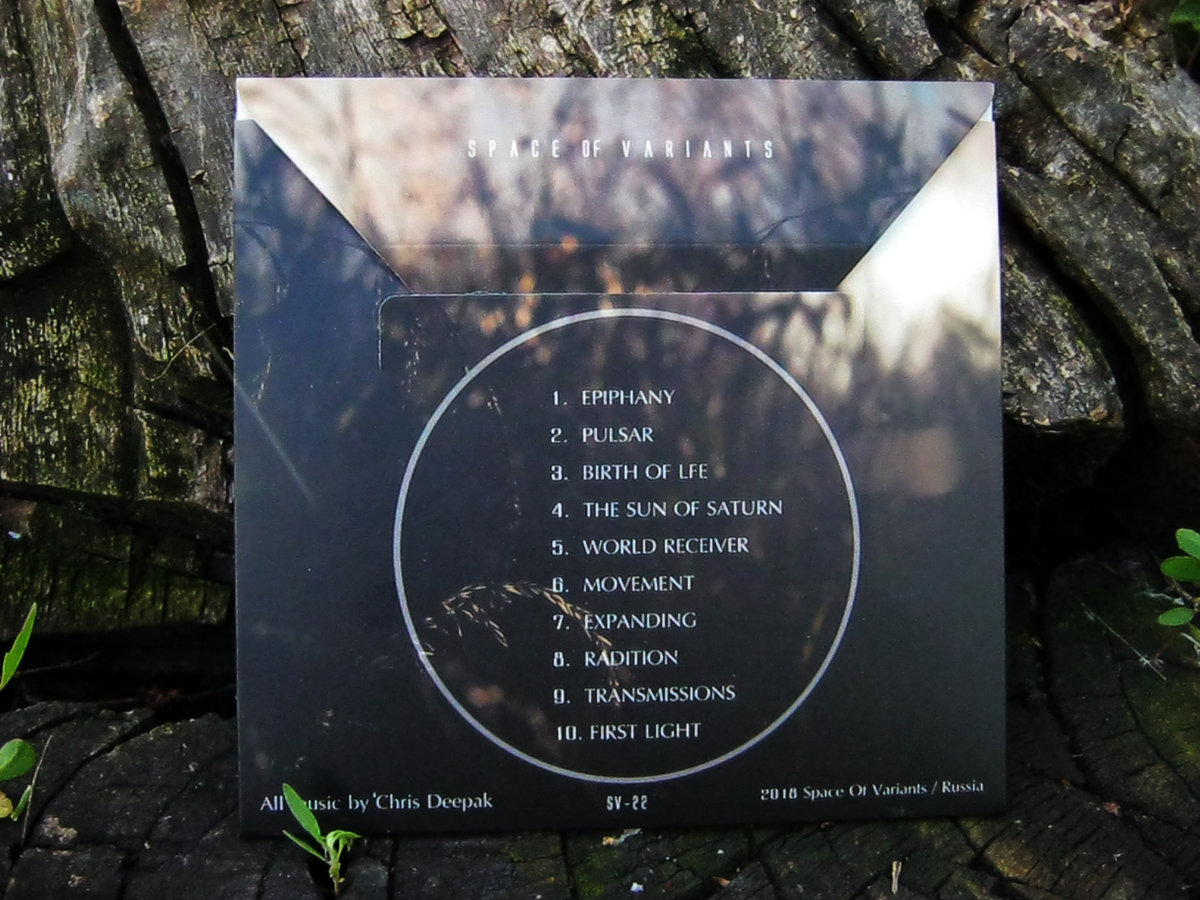 SPACE OF VARIANTS
1. EPIPHANY
2. PULSAR
3. BIRTH OF LFE
4. THE SUN OF SATURN
5. WORLD RECEIVER
6. MOVEMENT
7. EXPANDING
8. RADITION
9. TRANSMISSIONS
10. FIRST LIGHT
All music by Chris Deepak
SV-22
2018 Space Of Variants / Russia